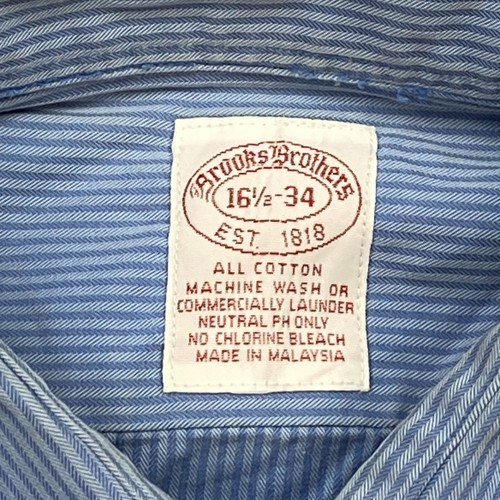 Brooks Brothers
16½-34
EST. 1818
ALL COTTON
MACHINE WASH OR
COMMERCIALLY LAUNDER
NEUTRAL PH ONLY
NO CHLORINE BLEACH
MADE IN MALAYSIA